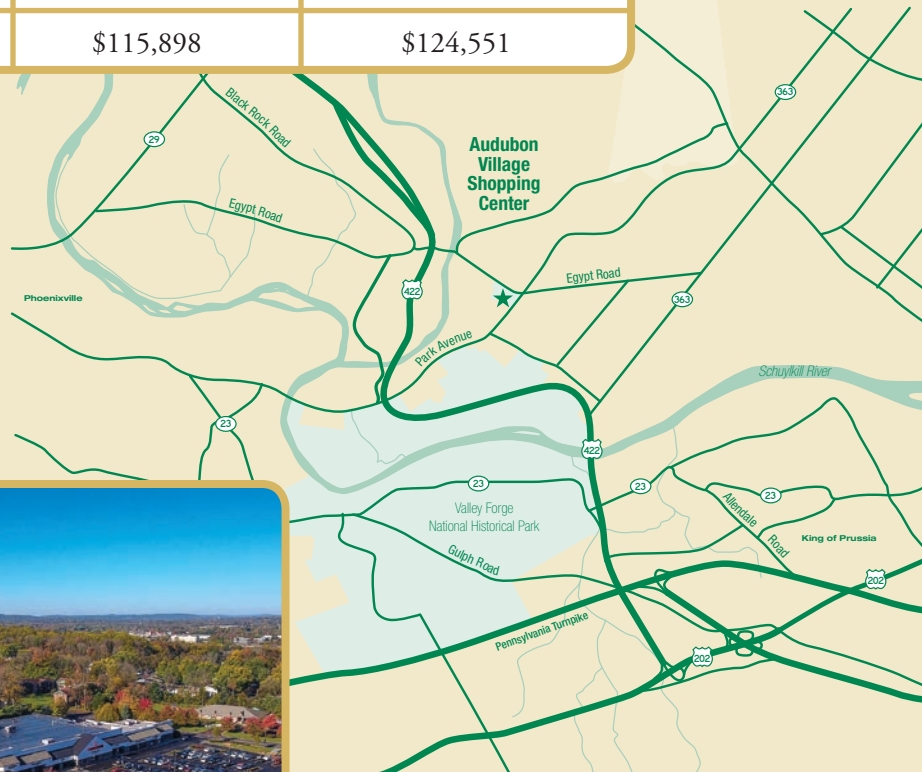 $115,898
$124,551
363
Black Rock Road
29
Audubon
Village
Shopping
Center
Egypt Road
Egypt Road
422
Phoenixville
363
Park Avenue
Schuylkill River
23
422
23
23
23
Allendale Road
Valley Forge
National Historical Park
King of Prussia
Gulph Road
202
Pennsylvania Turnpike
202